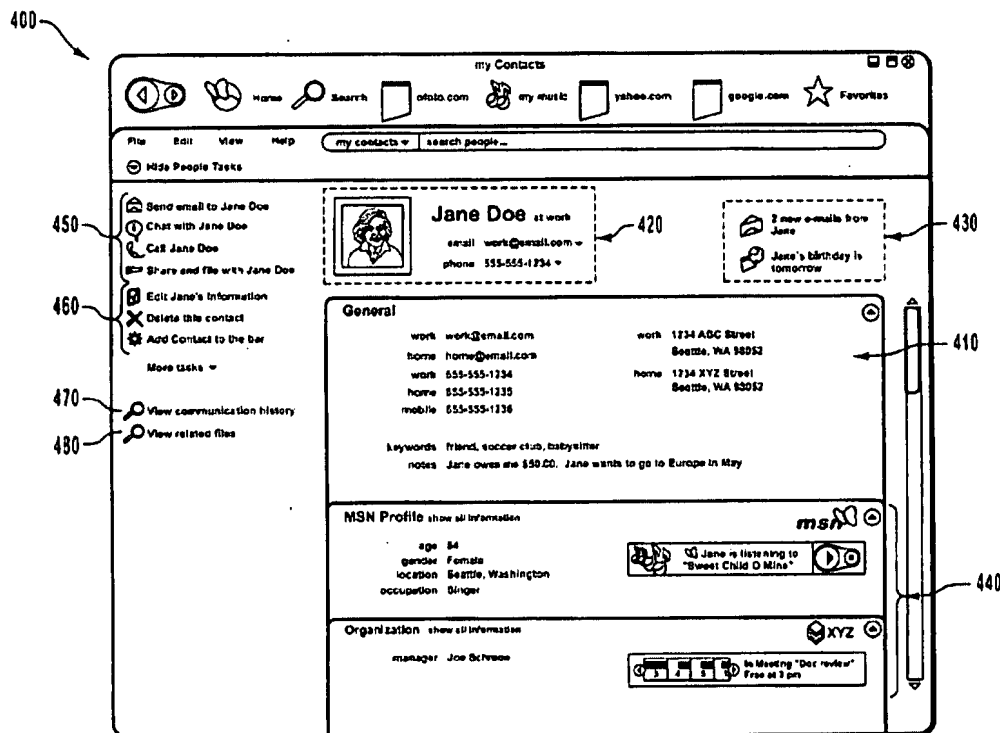 400
my Contacts
Home
Search
ofoto.com
my music
yahoo.com
google.com
Favorites
File Edit View Help
my contacts search people...
Hide People Tasks
450
Send email to Jane Doe
Chat with Jane Doe
Call Jane Doe
Share and file with Jane Doe
460
Edit Jane's Information
Delete this contact
Add Contact to the bar
More tasks
470
View communication history
480
View related files
Jane Doe at work
email work@email.com
phone 555-555-1234
420
2 new e-mails from
Jane
Jane's birthday is
tomorrow
430
General
work work@email.com
home home@email.com
work 555-555-1234
home 555-555-1235
mobile 555-555-1236
work 1234 ABC Street
Seattle, WA 98052
home 1234 XYZ Street
Seattle, WA 98052
410
keywords friend, soccer club, babysitter
notes Jane owes me $50.00. Jane wants to go to Europe in May
MSN Profile show all information
msn
age 54
gender Female
location Seattle, Washington
occupation Singer
Jane is listening to
"Sweet Child O Mine"
440
Organization show all information
XYZ
manager Joe
3 4 5
In Meeting "Doc review"
Free at 3 pm